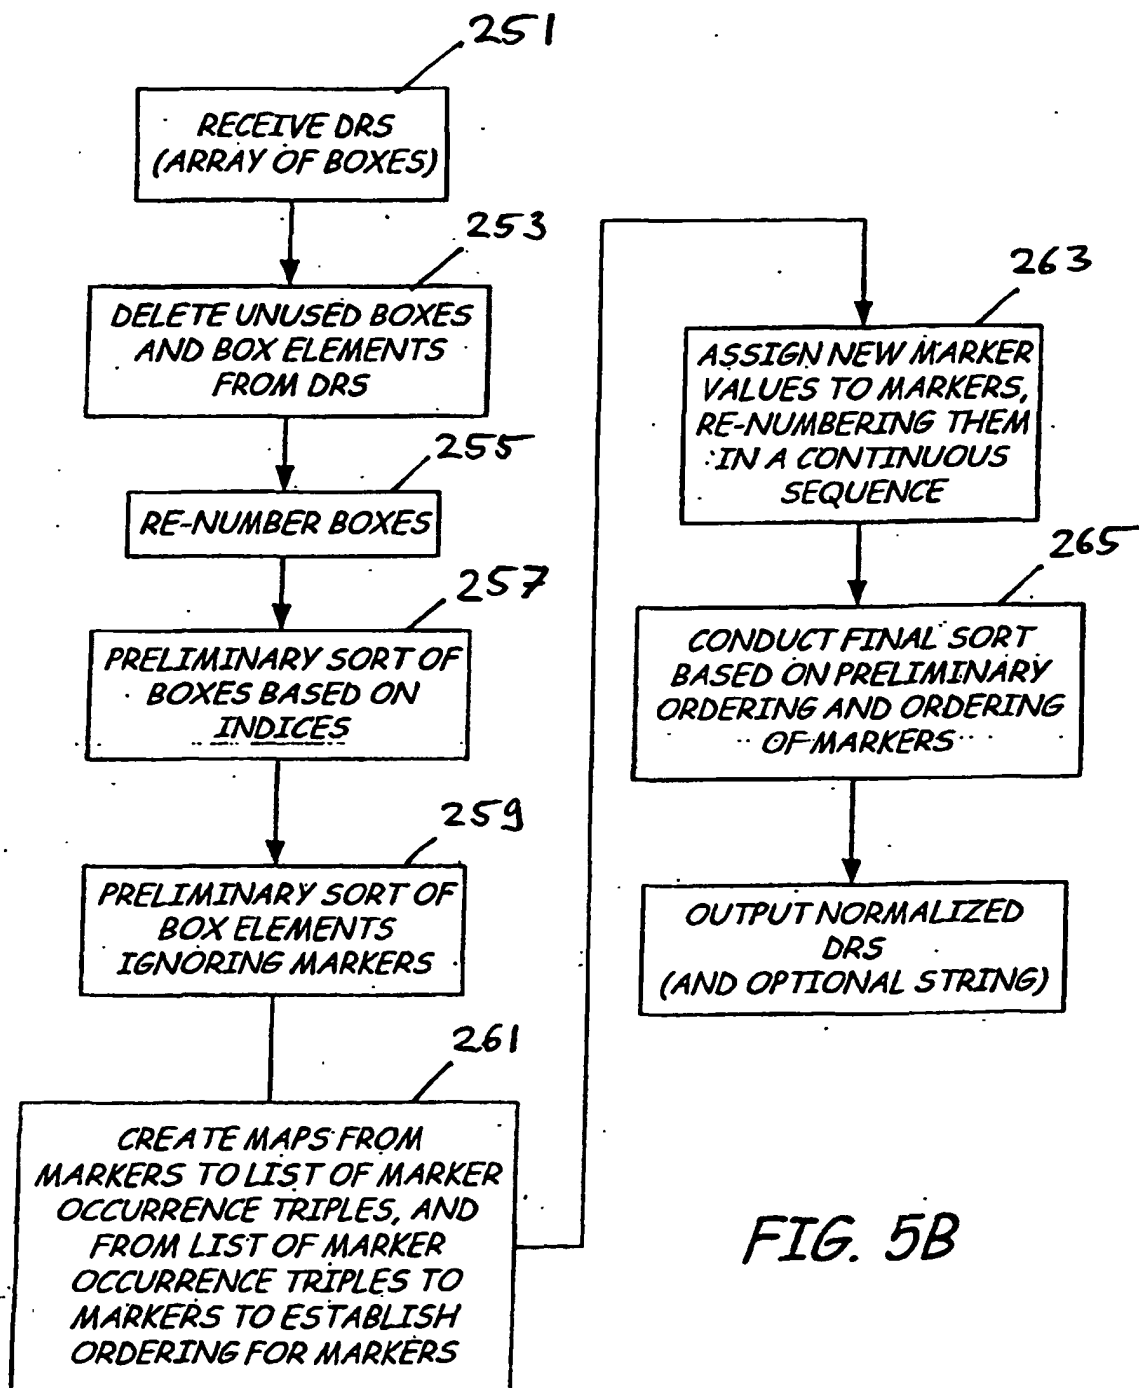 251
RECEIVE DRS
(ARRAY OF BOXES)
253
DELETE UNUSED BOXES
AND BOX ELEMENTS
FROM DRS
255
RE-NUMBER BOXES
257
PRELIMINARY SORT OF
BOXES BASED ON
INDICES
259
PRELIMINARY SORT OF
BOX ELEMENTS
IGNORING MARKERS
261
CREATE MAPS FROM
MARKERS TO LIST OF MARKER
OCCURRENCE TRIPLES, AND
FROM LIST OF MARKER
OCCURRENCE TRIPLES TO
MARKERS TO ESTABLISH
ORDERING FOR MARKERS
263
ASSIGN NEW MARKER
VALUES TO MARKERS,
RE-NUMBERING THEM
IN A CONTINUOUS
SEQUENCE
265
CONDUCT FINAL SORT
BASED ON PRELIMINARY
ORDERING AND ORDERING
OF MARKERS
OUTPUT NORMALIZED
DRS
(AND OPTIONAL STRING)
FIG. 5B